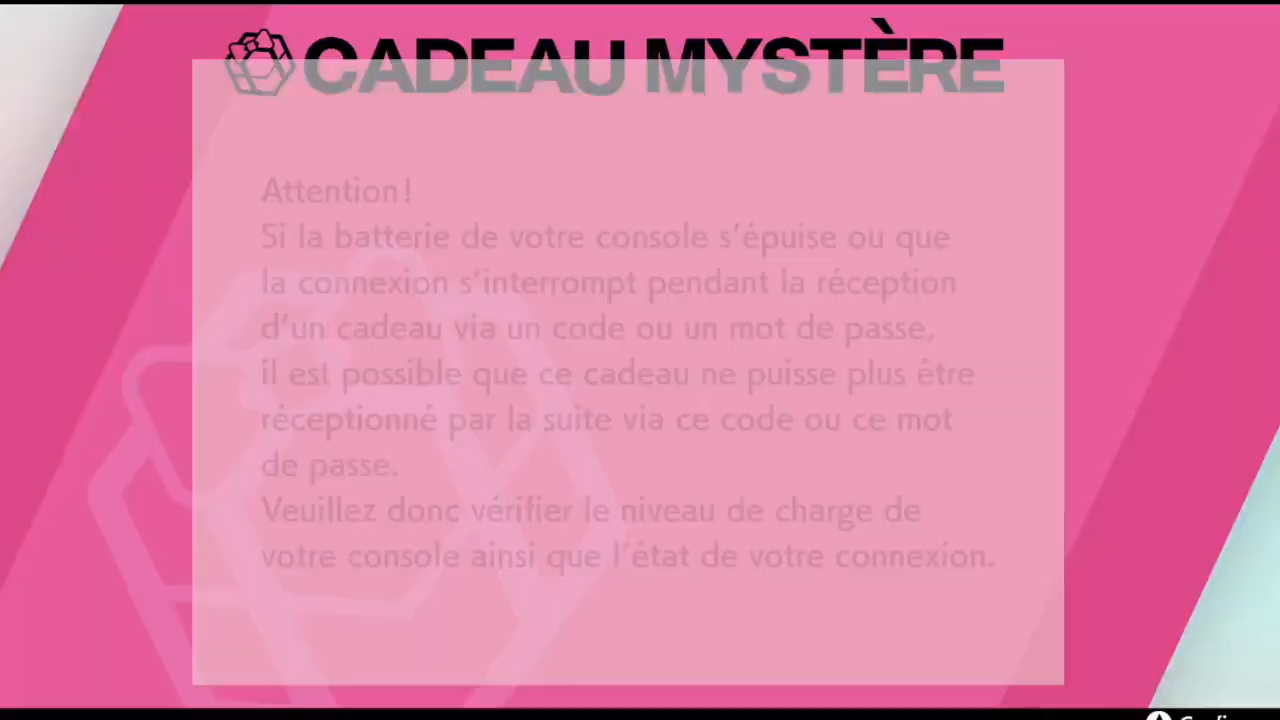 CADEAU MYSTÈRE
Attention !
Si la batterie de votre console s'épuise ou que
la connexion s'interrompt pendant la réception
d'un cadeau via un code ou un mot de passe,
il est possible que ce cadeau ne puisse plus être
réceptionné par la suite via ce code ou ce mot
de passe.
Veuillez donc vérifier le niveau de charge de
votre console ainsi que l'état de votre connexion.